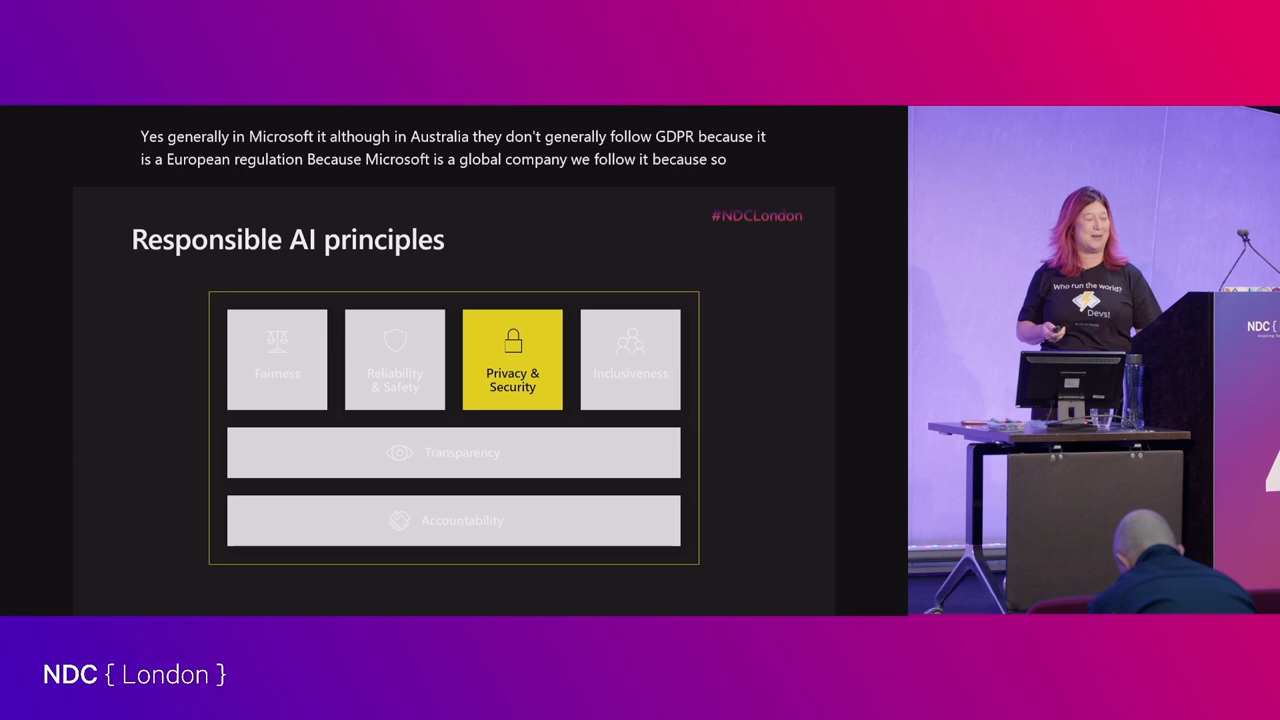 Yes generally in Microsoft it although in Australia they don't generally follow GDPR because it
is a European regulation Because Microsoft is a global company we follow it because so
#NDCLondon
Responsible AI principles
Fairness
Reliability
& Safety
Privacy &
Security
Inclusiveness
Transparency
Accountability
Who run the world?
Devs!
NDC {
NDC { London }